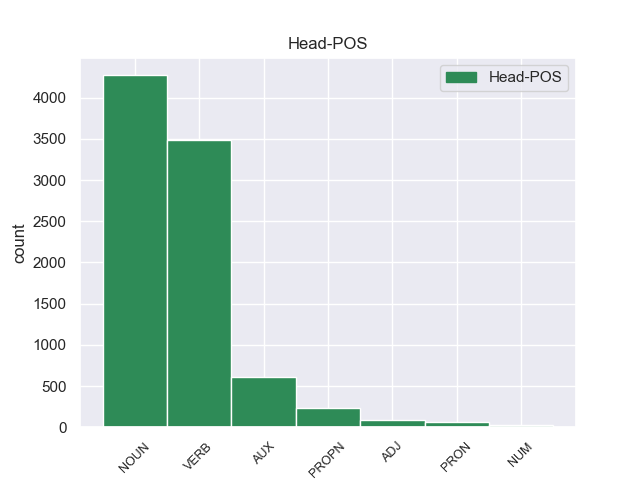 Head-POS
Head-POS
4000
3500
3000
2500
2000
1500
1000
500
0
count
NOUN
VERB
AUX
PROPN
ADJ
PRON
NUM